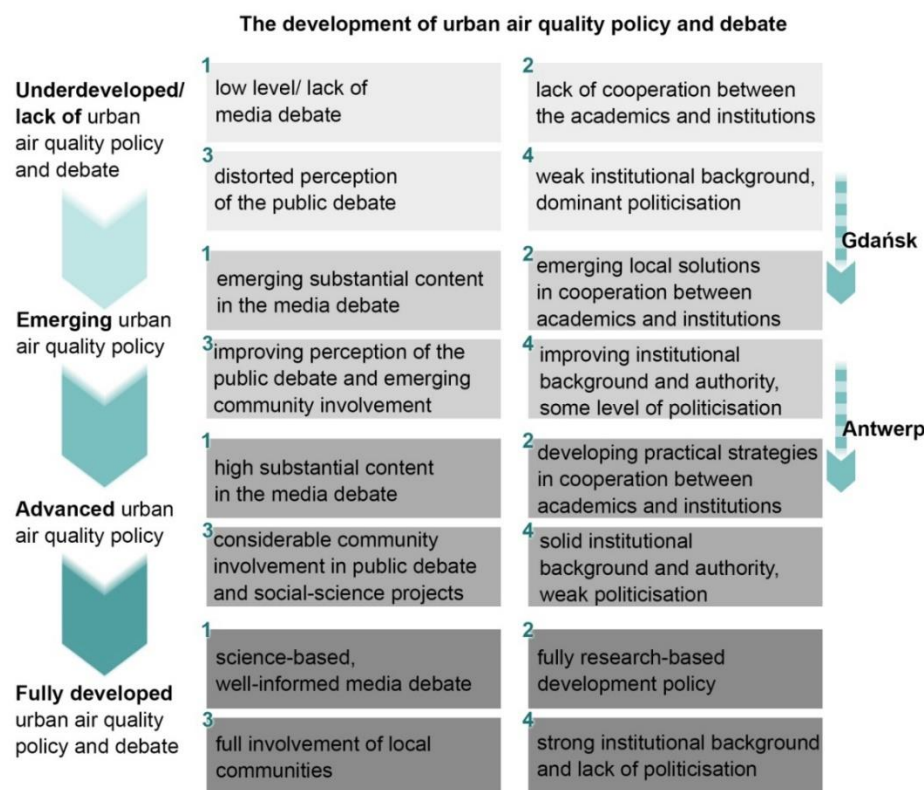 The development of urban air quality policy and debate
Underdeveloped/
lack of urban
air quality policy
and debate
1
low level/ lack of
media debate
2
lack of cooperation between
the academics and institutions
3
distorted perception
of the public debate
4
weak institutional background,
dominant politicisation
Gdańsk
1
emerging substantial content
in the media debate
2
emerging local solutions
in cooperation between
academics and institutions
Emerging urban
air quality policy
3
improving perception of the
public debate and emerging
community involvement
4
improving institutional
background and authority,
some level of politicisation
Antwerp
1
high substantial content
in the media debate
2
developing practical strategies
in cooperation between
academics and institutions
Advanced urban
air quality policy
3
considerable community
involvement in public debate
and social-science projects
4
solid institutional
background and authority,
weak politicisation
1
science-based,
well-informed media debate
2
fully research-based
development policy
Fully developed
urban air quality
policy and debate
3
full involvement of local
communities
4
strong institutional background
and lack of politicisation